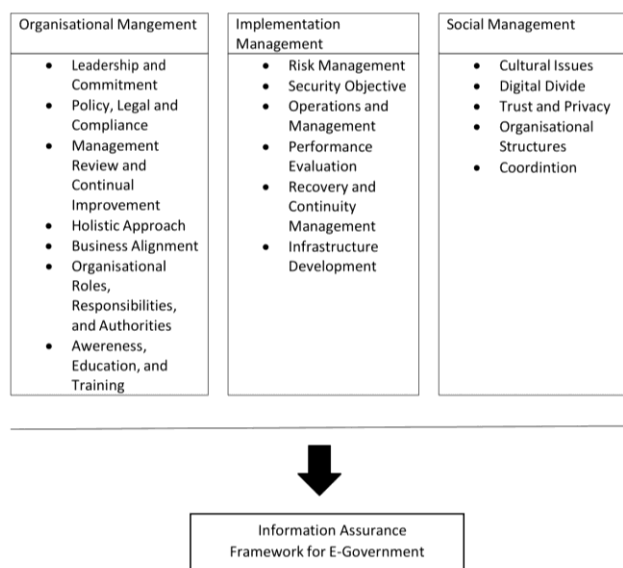 Organisational Mangement
• Leadership and
Commitment
• Policy, Legal and
Compliance
• Management
Review and
Continual
Improvement
• Holistic Approach
• Business Alignment
• Organisational
Roles,
Responsibilities,
and Authorities
• Awereness,
Education, and
Training
Implementation
Management
• Risk Management
• Security Objective
• Operations and
Management
• Performance
Evaluation
• Recovery and
Continuity
Management
• Infrastructure
Development
Social Management
• Cultural Issues
• Digital Divide
• Trust and Privacy
• Organisational
Structures
• Coordintion
Information Assurance
Framework for E-Government